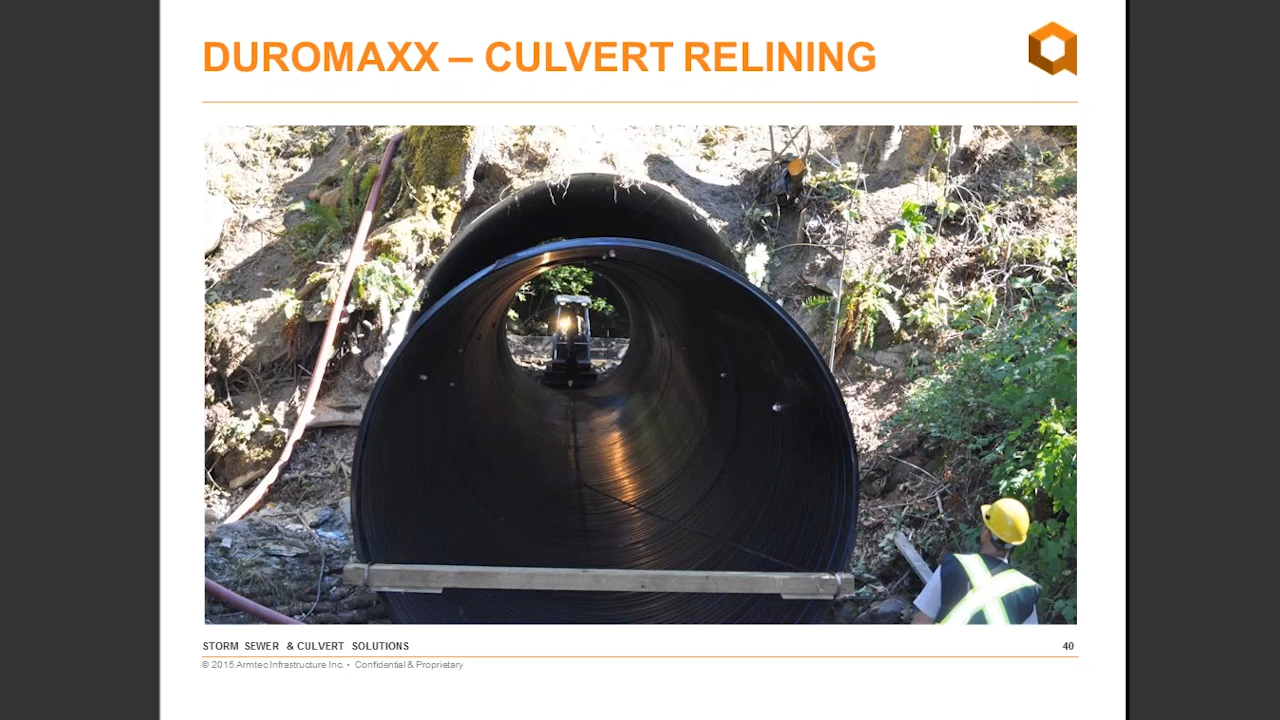 DUROMAXX – CULVERT RELINING
STORM SEWER & CULVERT SOLUTIONS
40
© 2015 Armtec Infrastructure Inc. • Confidential & Proprietary